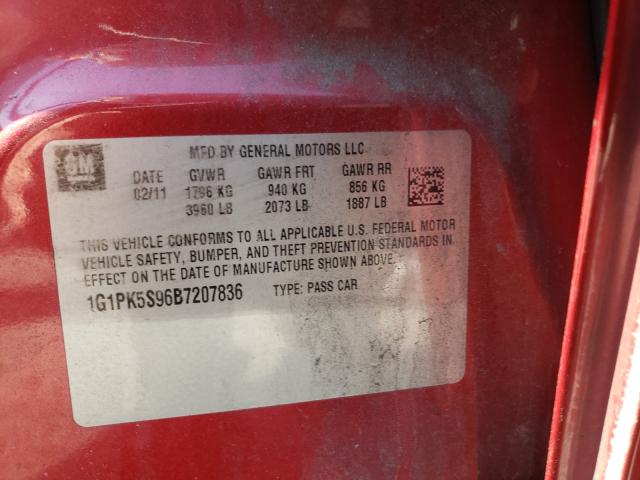 GM
MFD BY GENERAL MOTORS LLC
DATE GVWR GAWR FRT GAWR RR
02/11 1796 KG 940 KG 856 KG
3960 LB 2073 LB 1887 LB
THIS VEHICLE CONFORMS TO ALL APPLICABLE U.S. FEDERAL MOTOR
VEHICLE SAFETY, BUMPER, AND THEFT PREVENTION STANDARDS IN
EFFECT ON THE DATE OF MANUFACTURE SHOWN ABOVE.
1G1PK5S96B7207836 TYPE: PASS CAR